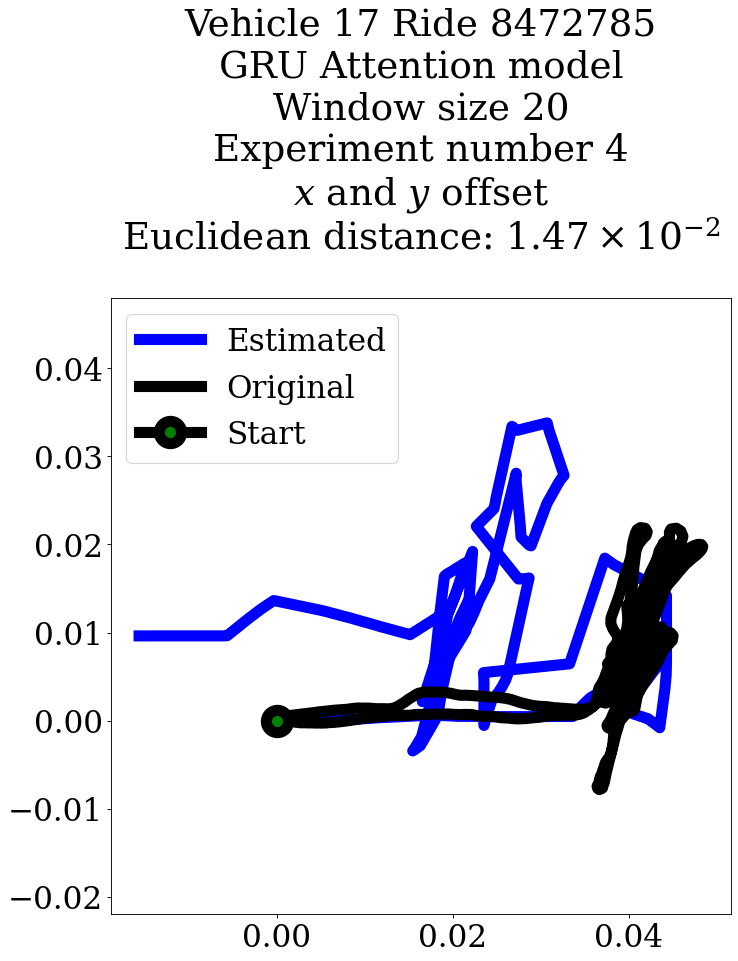 Vehicle 17 Ride 8472785
GRU Attention model
Window size 20
Experiment number 4
x and y offset
Euclidean distance: 1.47 × 10⁻²
Estimated
Original
Start
0.04
0.03
0.02
0.01
0.00
−0.01
−0.02
0.00 0.02 0.04